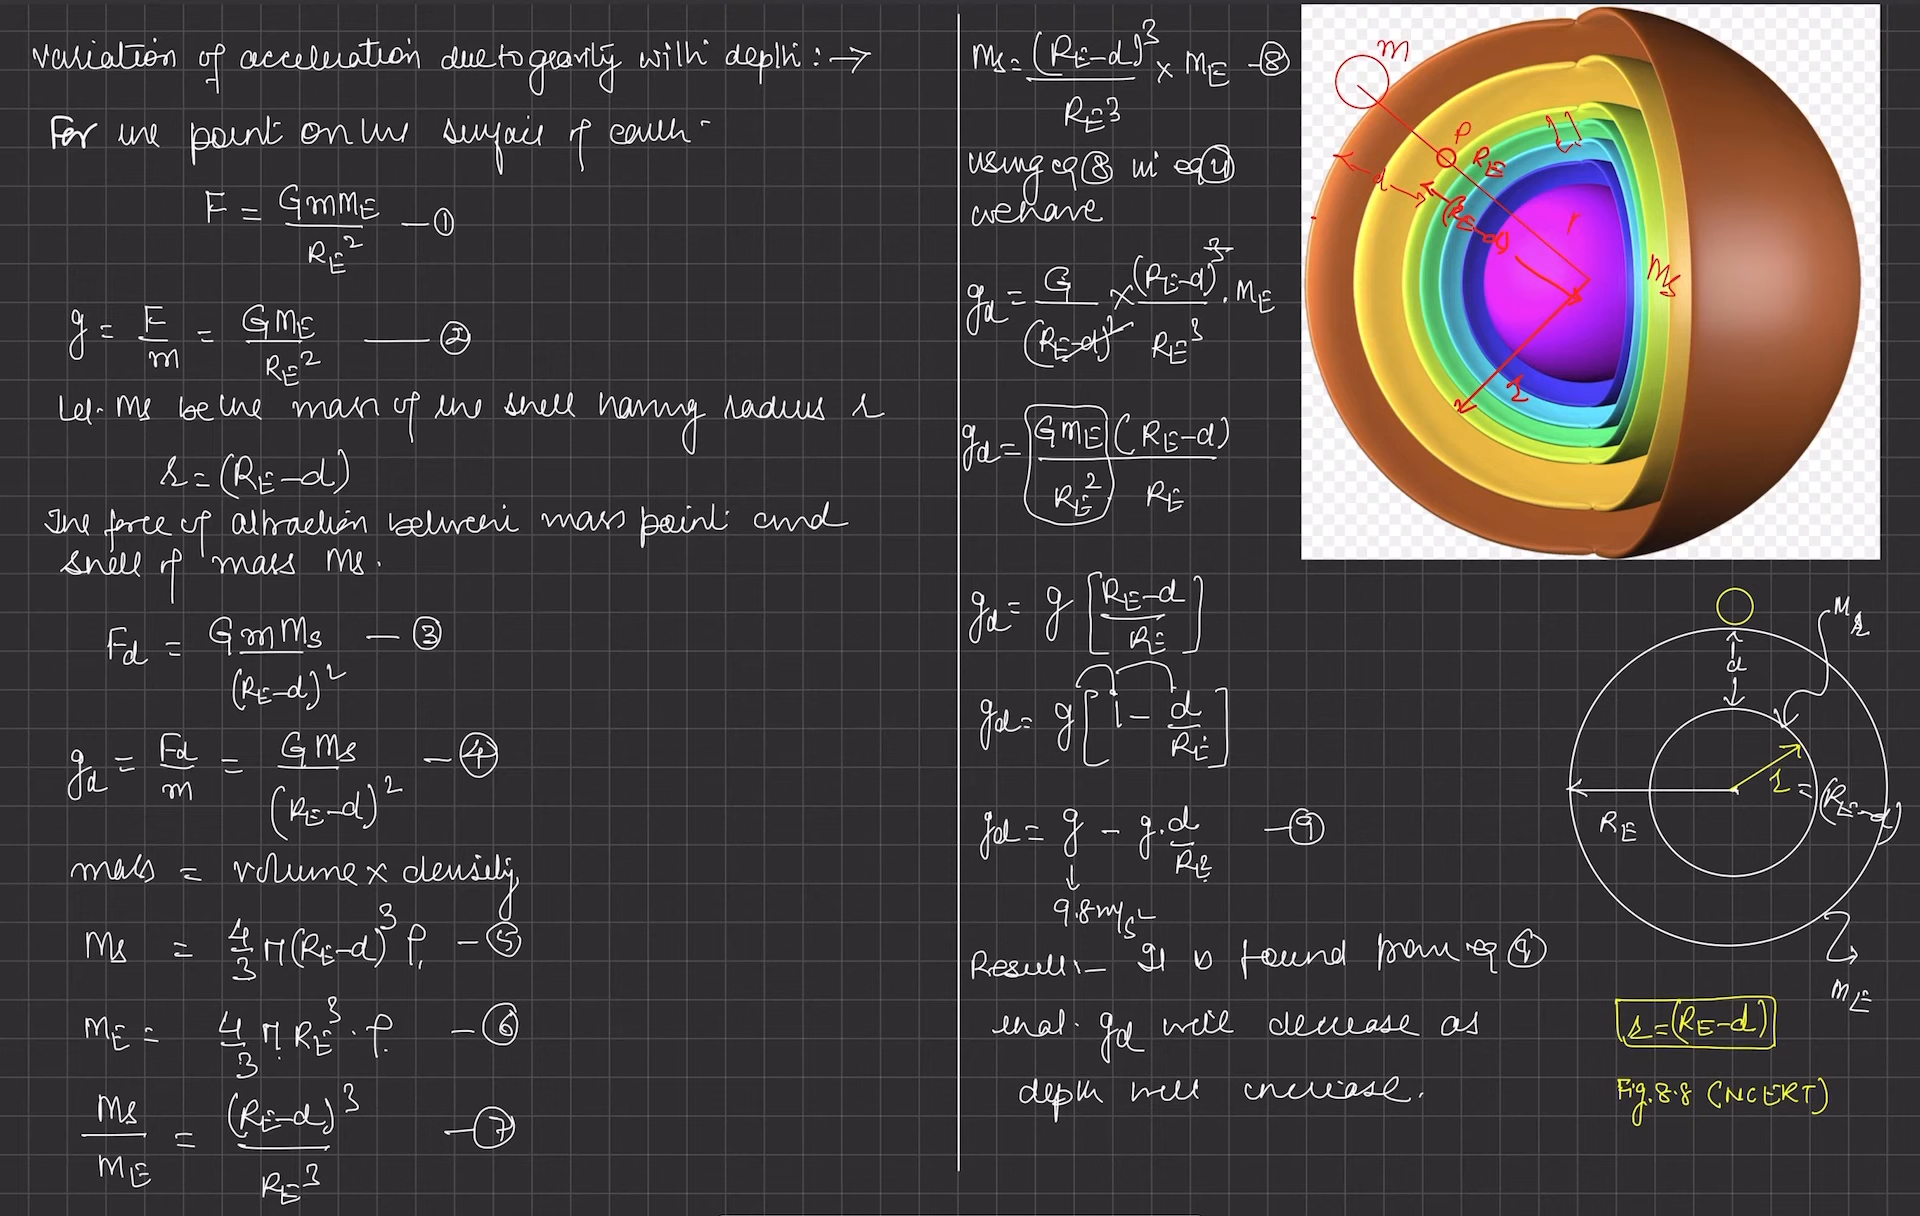 Variation of acceleration due to gravity with depth :→
For the point on the surface of earth -
F = GmME / RE² — ①
g = F/m = GME / RE² — ②
Let Ms be the mass of the shell having radius r
r = (RE-d)
The force of attraction between mass point and
shell of mass Ms.
Fd = GmMs / (RE-d)² — ③
gd = Fd/m = GMs / (RE-d)² — ④
mass = volume × density
Ms = 4/3 π (RE-d)³ ρ, — ⑤
ME = 4/3 π RE³ · ρ — ⑥
Ms/ME = (RE-d)³ / RE³ — ⑦
Ms = (RE-d)³ / RE³ × ME — ⑧
using eq ⑧ in eq ④
we have
gd = G / (RE-d)² × (RE-d)³ / RE³ . ME
gd = GME / RE² (RE-d) / RE
gd = g [RE-d / RE]
gd = g [1 - d/RE]
gd = g - g.d/RE — ⑨
↓
9.8 m/s²
Result:- It is found from eq ⑨
that gd will decrease as
depth will increase.
m
P
RE
d
(RE-d)
r
Ms
r
Ms
d
r = (RE-d)
RE
ME
r = (RE-d)
Fig. 8.8 (NCERT)